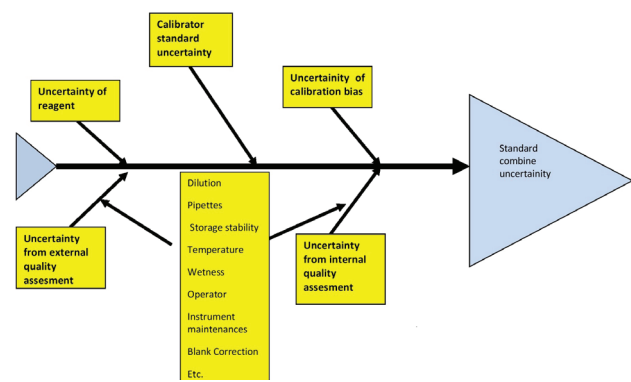 Calibrator
standard
uncertainty
Uncertainty of
reagent
Uncertainity of
calibration bias
Standard
combine
uncertainity
Dilution
Pipettes
Storage stability
Temperature
Wetness
Operator
Instrument
maintenances
Blank Correction
Etc.
Uncertainty
from external
quality
assesment
Uncertainty
from internal
quality
assesment